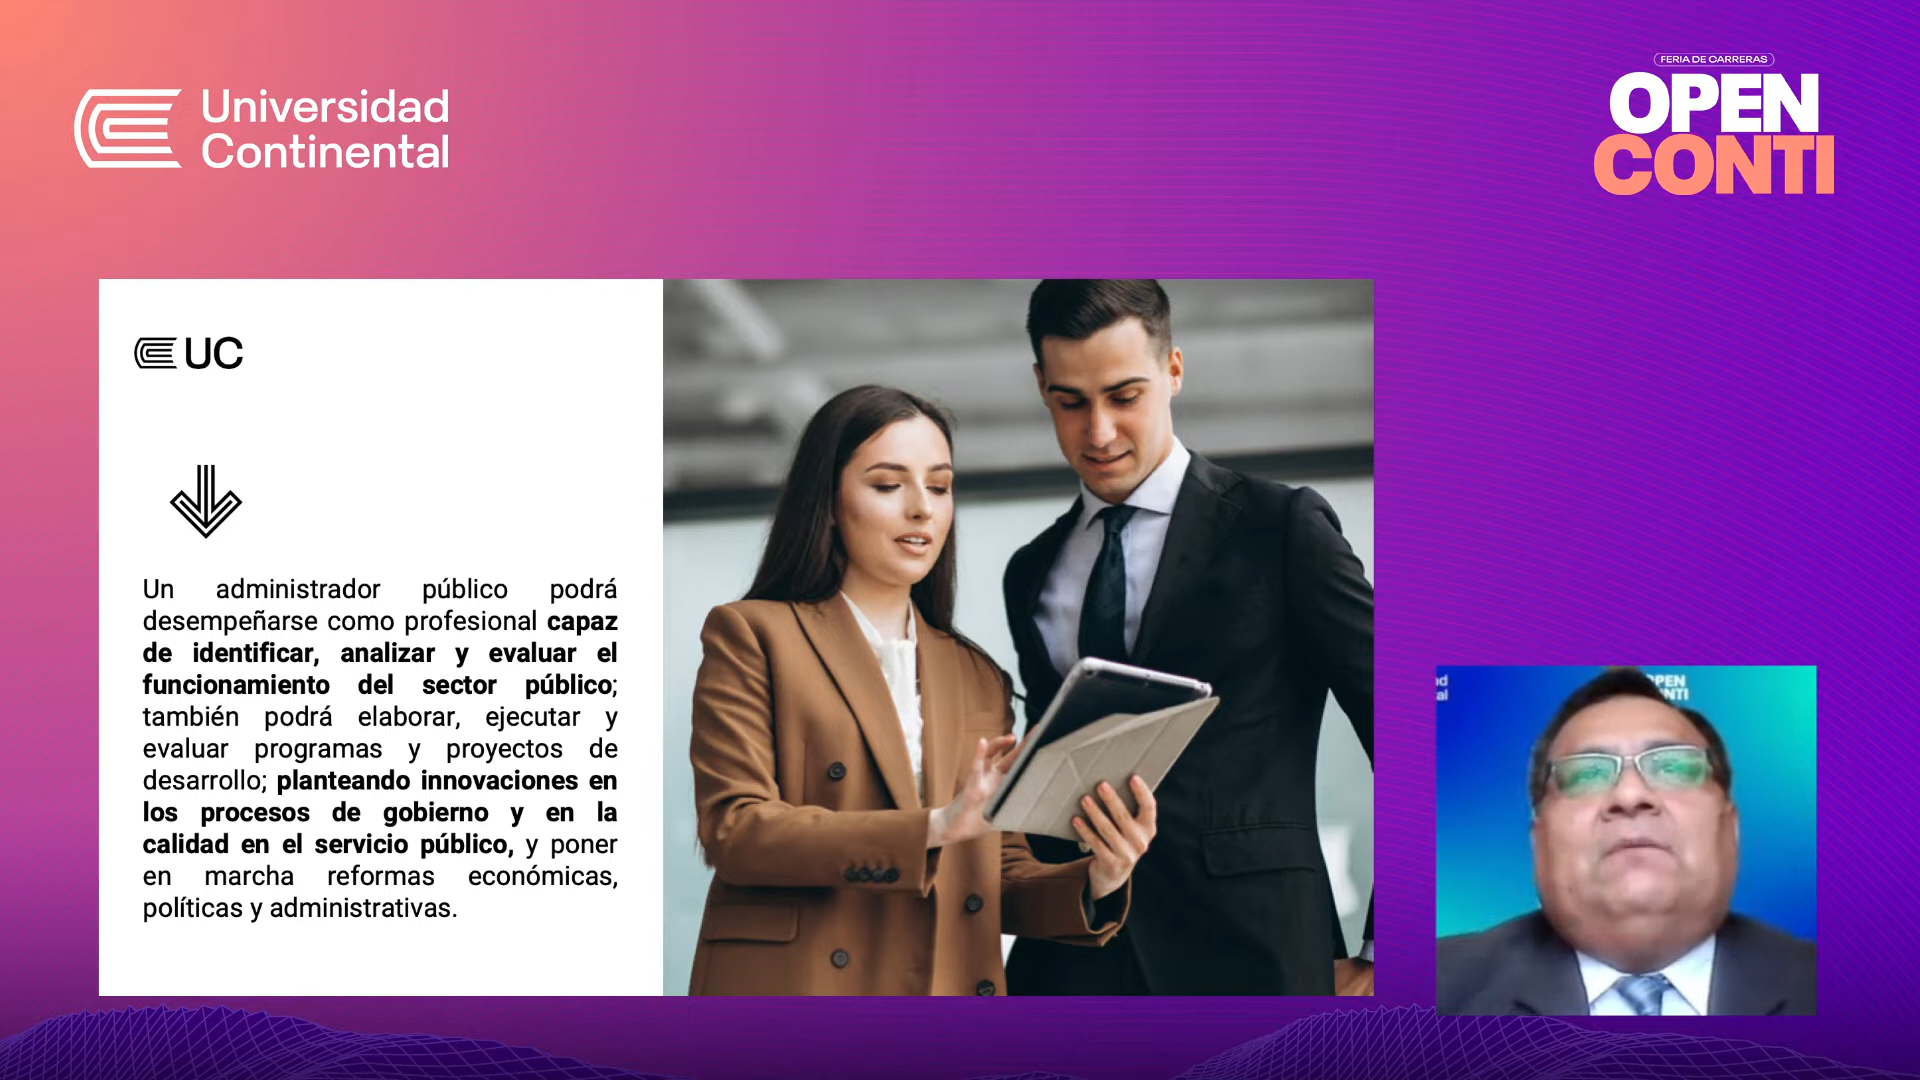 Universidad
Continental
FERIA DE CARRERAS
OPEN
CONTI
UC
Un administrador público podrá
desempeñarse como profesional capaz
de identificar, analizar y evaluar el
funcionamiento del sector público;
también podrá elaborar, ejecutar y
evaluar programas y proyectos de
desarrollo; planteando innovaciones en
los procesos de gobierno y en la
calidad en el servicio público, y poner
en marcha reformas económicas,
políticas y administrativas.